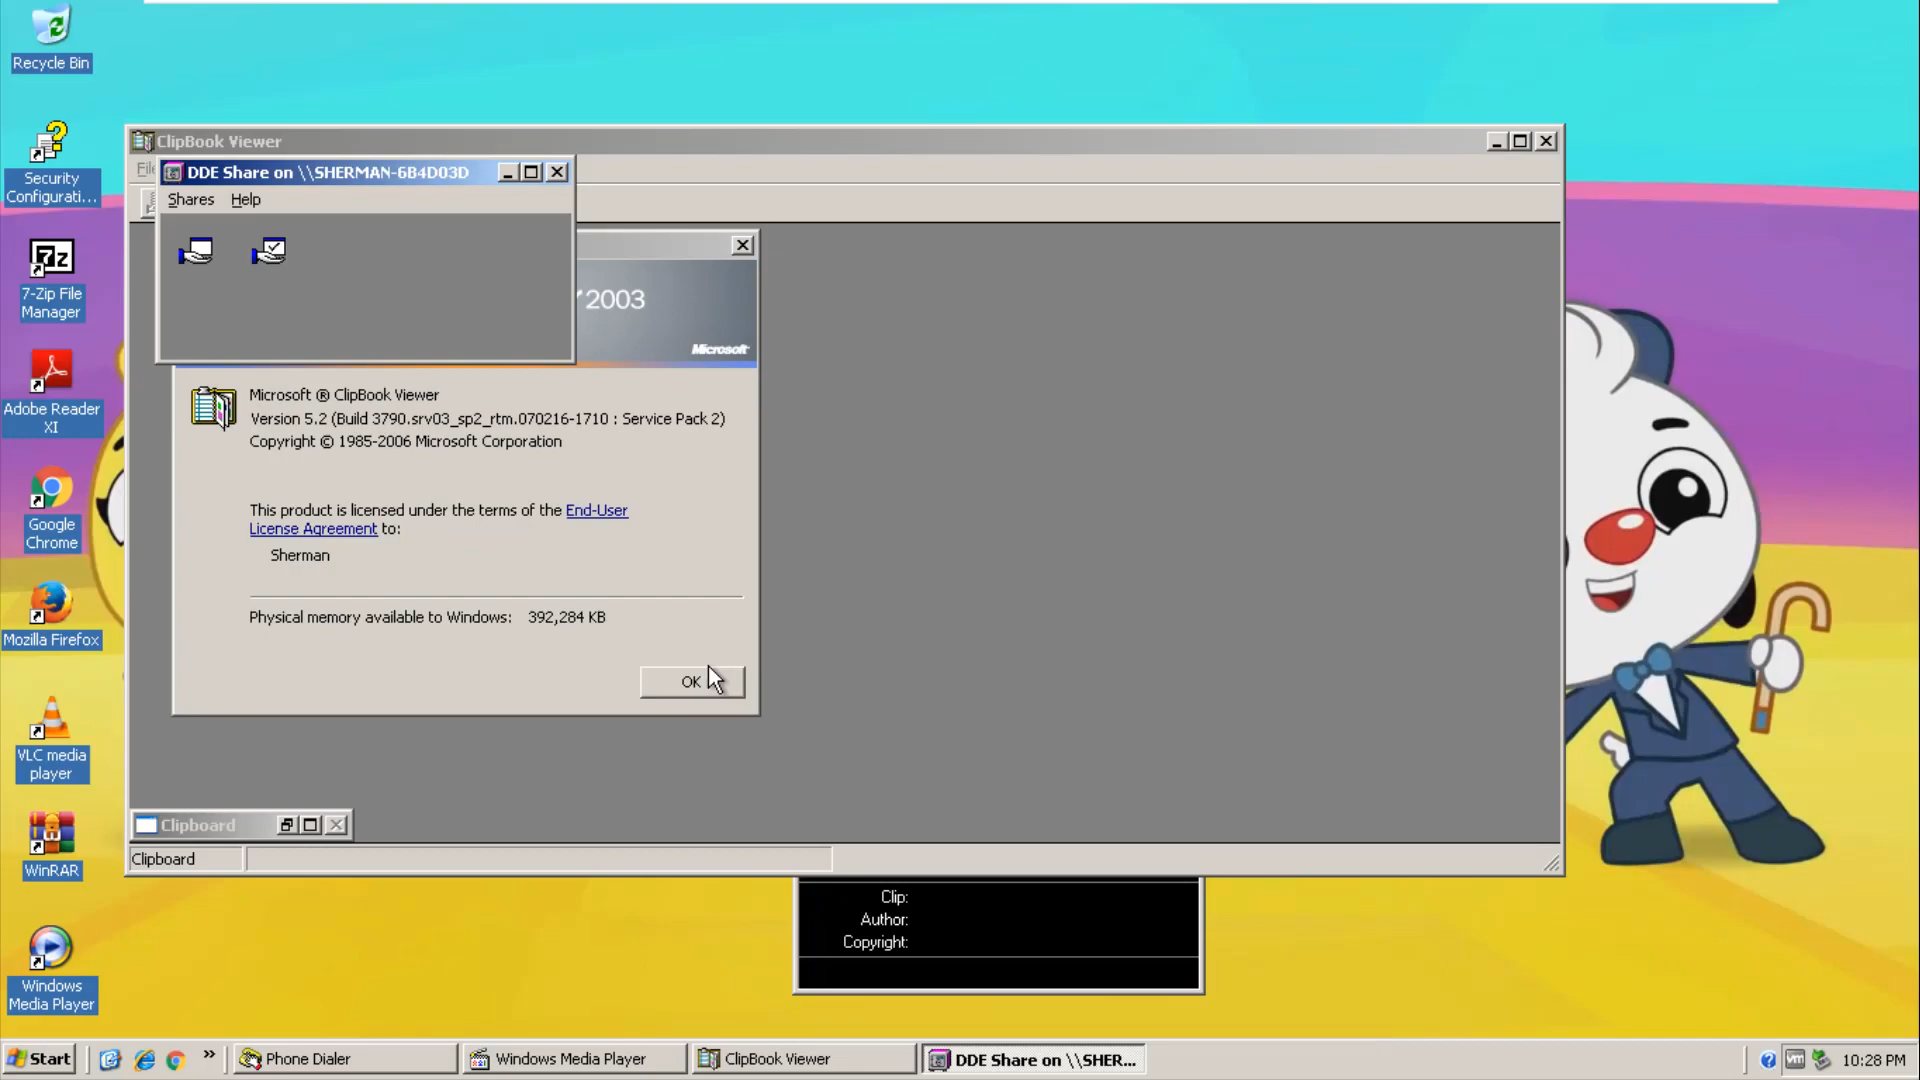 Recycle Bin
Security
Configurati...
7z
7-Zip File
Manager
Adobe Reader
XI
Google
Chrome
Mozilla Firefox
VLC media
player
WinRAR
Windows
Media Player
ClipBook Viewer
DDE Share on \\SHERMAN-6B4D03D
Shares Help
2003
Microsoft
Microsoft ® ClipBook Viewer
Version 5.2 (Build 3790.srv03_sp2_rtm.070216-1710 : Service Pack 2)
Copyright © 1985-2006 Microsoft Corporation
This product is licensed under the terms of the End-User
License Agreement to:
Sherman
Physical memory available to Windows: 392,284 KB
OK
Clipboard
Clipboard
Clip:
Author:
Copyright:
Start
Phone Dialer
Windows Media Player
ClipBook Viewer
DDE Share on \\SHER...
vm
10:28 PM